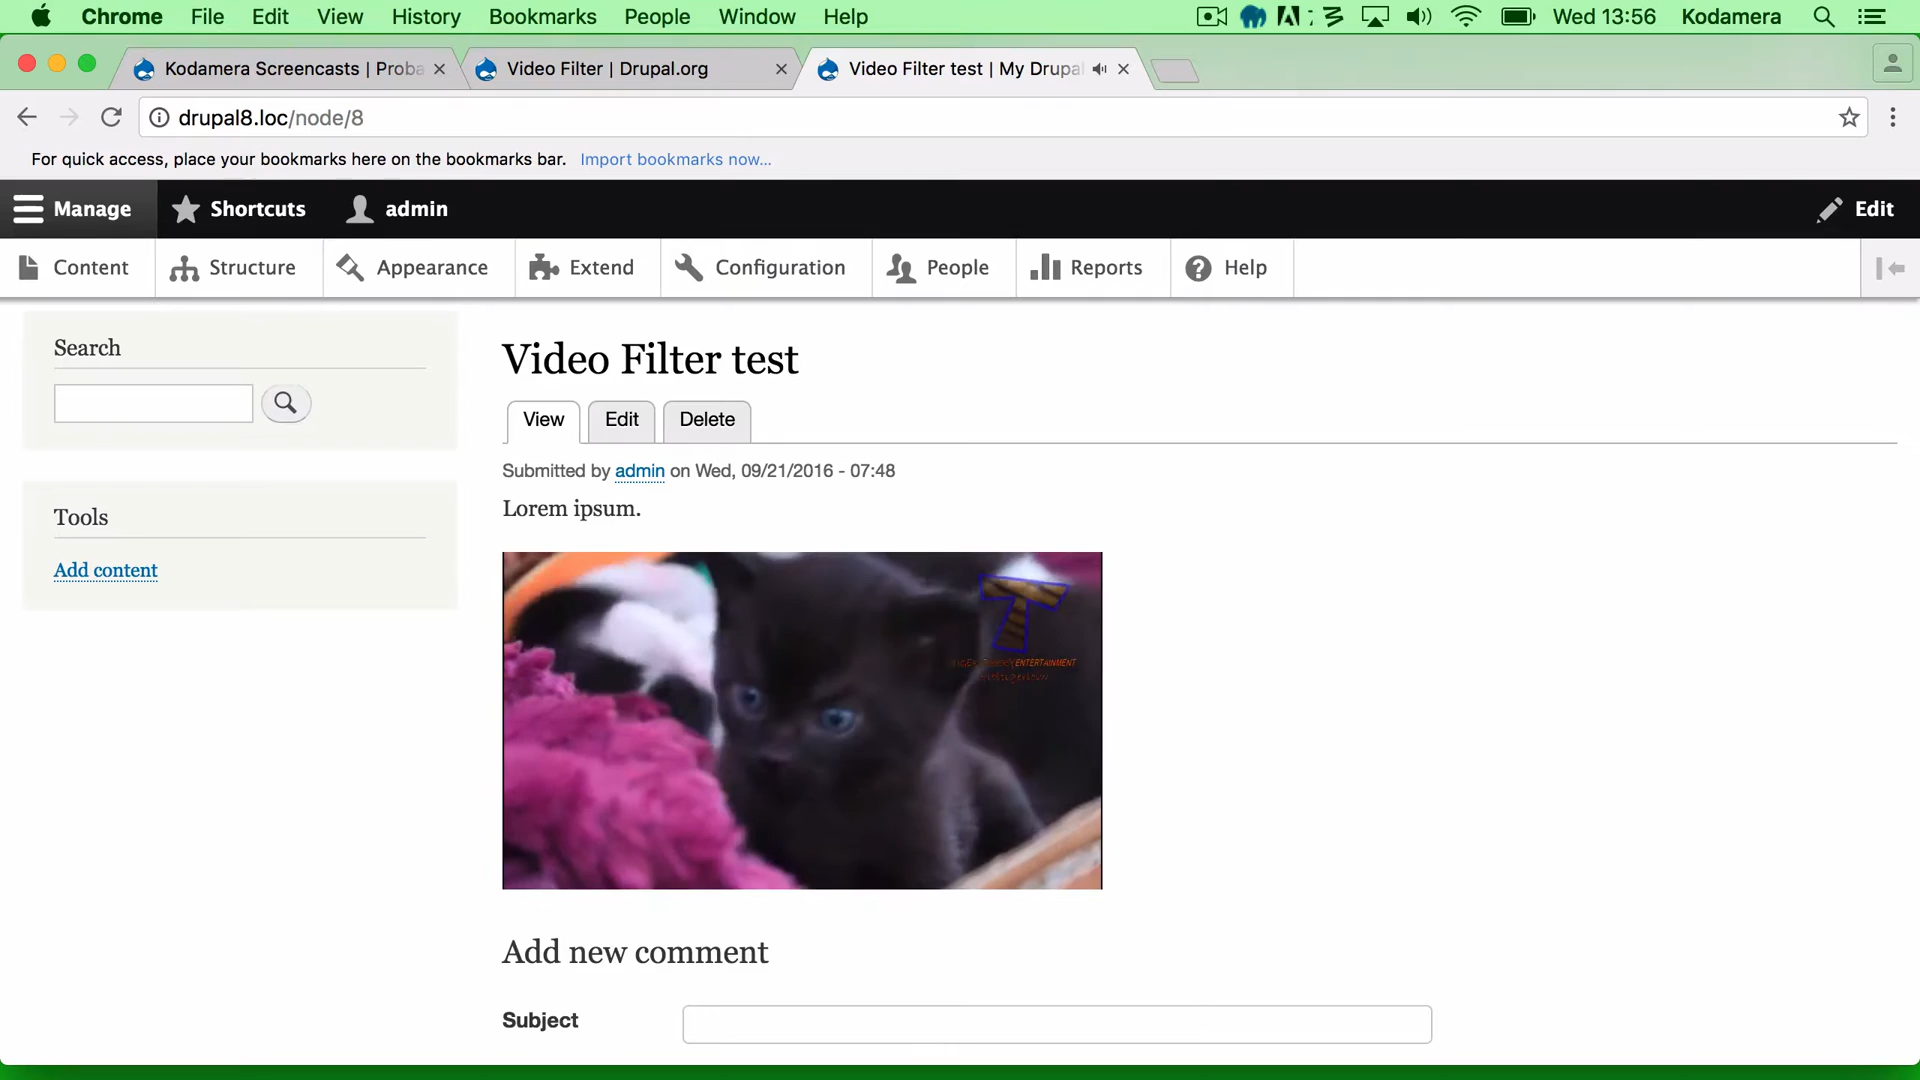 Chrome File Edit View History Bookmarks People Window Help Wed 13:56 Kodamera
Kodamera Screencasts | Proba Video Filter | Drupal.org Video Filter test | My Drupal
drupal8.loc/node/8
For quick access, place your bookmarks here on the bookmarks bar. Import bookmarks now...
Manage Shortcuts admin Edit
Content Structure Appearance Extend Configuration People Reports Help
Search
Tools
Add content
Video Filter test
View Edit Delete
Submitted by admin on Wed, 09/21/2016 - 07:48
Lorem ipsum.
T
ENTERTAINMENT
Add new comment
Subject